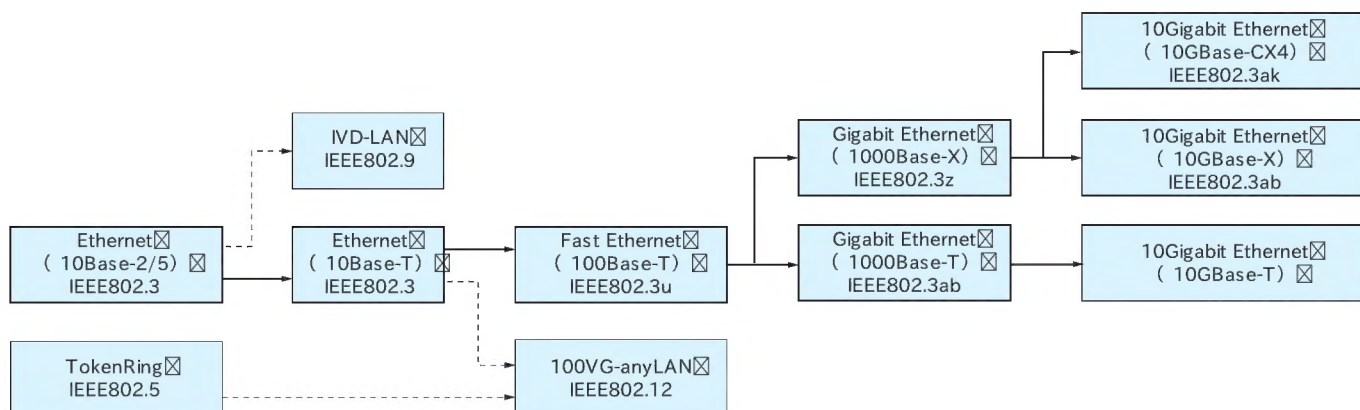 Ethernet
( 10Base-2/5)
IEEE802.3
TokenRing
IEEE802.5
IVD-LAN
IEEE802.9
Ethernet
( 10Base-T)
IEEE802.3
Fast Ethernet
( 100Base-T)
IEEE802.3u
100VG-anyLAN
IEEE802.12
Gigabit Ethernet
( 1000Base-X)
IEEE802.3z
Gigabit Ethernet
( 1000Base-T)
IEEE802.3ab
10Gigabit Ethernet
( 10GBase-CX4)
IEEE802.3ak
10Gigabit Ethernet
( 10GBase-X)
IEEE802.3ab
10Gigabit Ethernet
( 10GBase-T)